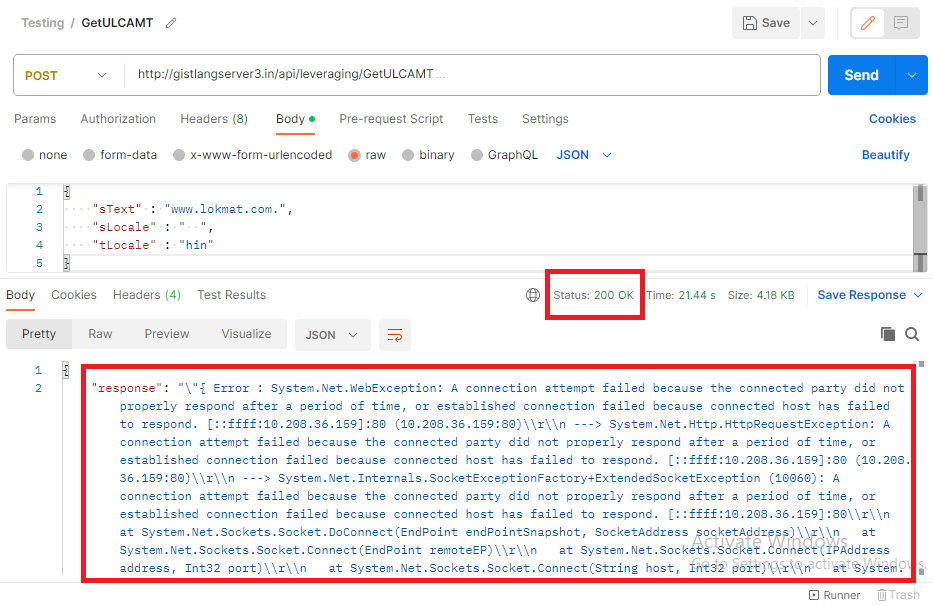 Testing / GetULCAMT
Save
POST
http://gistlangserver3.in/api/leveraging/GetULCAMT ...
Send
Params Authorization Headers (8) Body Pre-request Script Tests Settings Cookies
none form-data x-www-form-urlencoded raw binary GraphQL JSON Beautify
1 {
2 "sText" : "www.lokmat.com.",
3 "sLocale" : "  ",
4 "tLocale" : "hin"
5 }
Body Cookies Headers (4) Test Results Status: 200 OK Time: 21.44 s Size: 4.18 KB Save Response
Pretty Raw Preview Visualize JSON
1 {
2 "response": "\"{ Error : System.Net.WebException: A connection attempt failed because the connected party did not
properly respond after a period of time, or established connection failed because connected host has failed
to respond. [::ffff:10.208.36.159]:80 (10.208.36.159:80)\\r\\n ---> System.Net.Http.HttpRequestException: A
connection attempt failed because the connected party did not properly respond after a period of time, or
established connection failed because connected host has failed to respond. [::ffff:10.208.36.159]:80 (10.208.
36.159:80)\\r\\n ---> System.Net.Internals.SocketExceptionFactory+ExtendedSocketException (10060): A
connection attempt failed because the connected party did not properly respond after a period of time, or
established connection failed because connected host has failed to respond. [::ffff:10.208.36.159]:80\\r\\n
at System.Net.Sockets.Socket.DoConnect(EndPoint endPointSnapshot, SocketAddress socketAddress)\\r\\n   at
System.Net.Sockets.Socket.Connect(EndPoint remoteEP)\\r\\n   at System.Net.Sockets.Socket.Connect(IPAddress
address, Int32 port)\\r\\n   at System.Net.Sockets.Socket.Connect(String host, Int32 port)\\r\\n   at System.
Activate Windows
Go to Settings to activate Windows.
Runner Trash